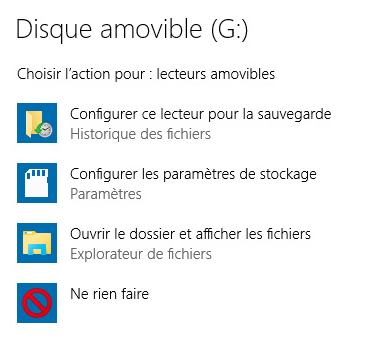 Disque amovible (G:)
Choisir l’action pour : lecteurs amovibles
Configurer ce lecteur pour la sauvegarde
Historique des fichiers
Configurer les paramètres de stockage
Paramètres
Ouvrir le dossier et afficher les fichiers
Explorateur de fichiers
Ne rien faire